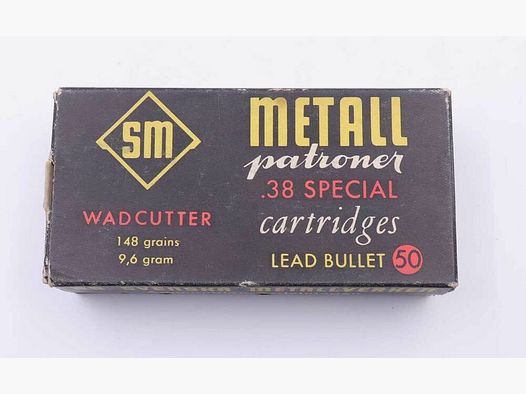 SM
WADCUTTER
148 grains
9,6 gram
METALL
patroner
.38 SPECIAL
cartridges
LEAD BULLET 50